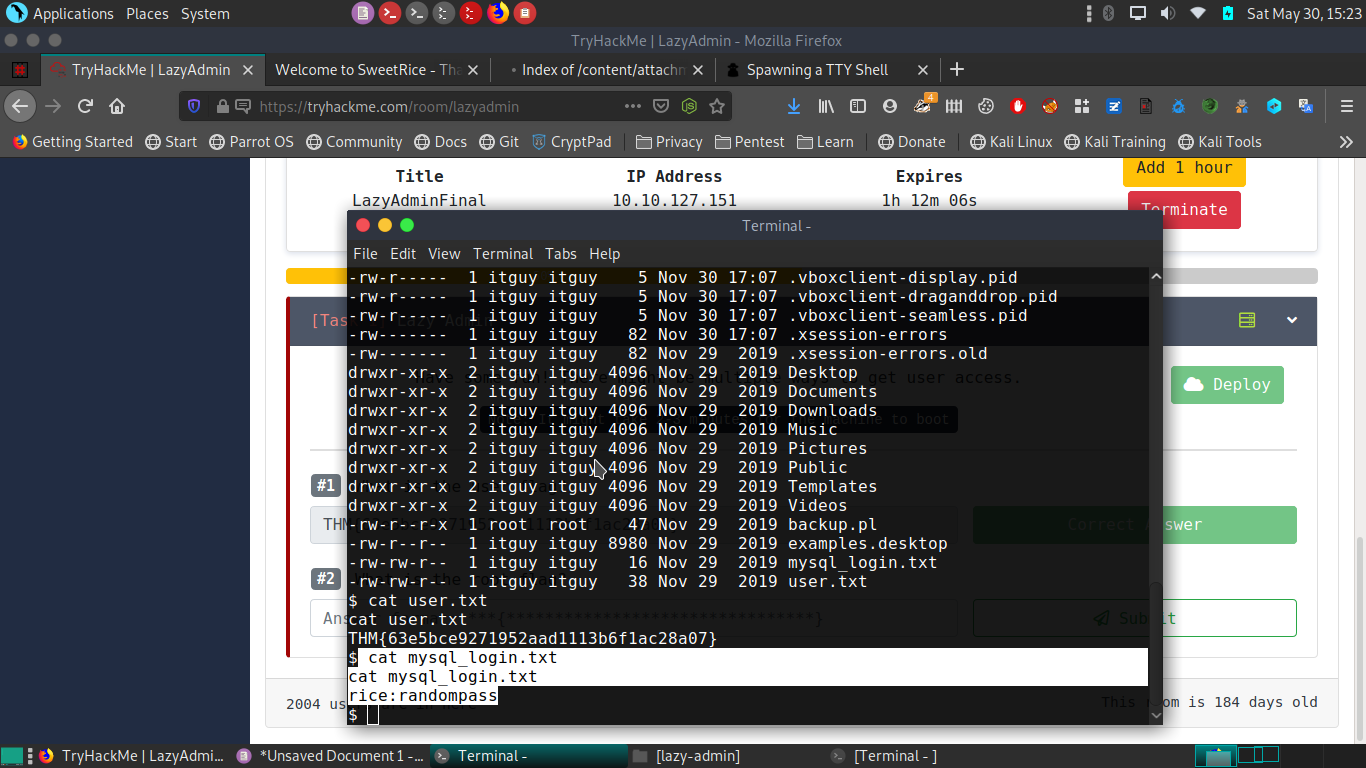 Applications Places System Sat May 30, 15:23
TryHackMe | LazyAdmin - Mozilla Firefox
TryHackMe | LazyAdmin Welcome to SweetRice - Tha Index of /content/attachm Spawning a TTY Shell
https://tryhackme.com/room/lazyadmin
4
Getting Started Start Parrot OS Community Docs Git CryptPad Privacy Pentest Learn Donate Kali Linux Kali Training Kali Tools
Title IP Address Expires
Add 1 hour
LazyAdminFinal 10.10.127.151 1h 12m 06s
Terminate
Terminal -
File Edit View Terminal Tabs Help
-rw-r----- 1 itguy itguy 5 Nov 30 17:07 .vboxclient-display.pid
-rw-r----- 1 itguy itguy 5 Nov 30 17:07 .vboxclient-draganddrop.pid
-rw-r----- 1 itguy itguy 5 Nov 30 17:07 .vboxclient-seamless.pid
-rw------- 1 itguy itguy 82 Nov 30 17:07 .xsession-errors
-rw------- 1 itguy itguy 82 Nov 29 2019 .xsession-errors.old
drwxr-xr-x 2 itguy itguy 4096 Nov 29 2019 Desktop
drwxr-xr-x 2 itguy itguy 4096 Nov 29 2019 Documents
drwxr-xr-x 2 itguy itguy 4096 Nov 29 2019 Downloads
drwxr-xr-x 2 itguy itguy 4096 Nov 29 2019 Music
drwxr-xr-x 2 itguy itguy 4096 Nov 29 2019 Pictures
drwxr-xr-x 2 itguy itguy 4096 Nov 29 2019 Public
drwxr-xr-x 2 itguy itguy 4096 Nov 29 2019 Templates
drwxr-xr-x 2 itguy itguy 4096 Nov 29 2019 Videos
-rw-r--r-x 1 root root 47 Nov 29 2019 backup.pl
-rw-r--r-- 1 itguy itguy 8980 Nov 29 2019 examples.desktop
-rw-rw-r-- 1 itguy itguy 16 Nov 29 2019 mysql_login.txt
-rw-rw-r-- 1 itguy itguy 38 Nov 29 2019 user.txt
$ cat user.txt
cat user.txt
THM{63e5bce9271952aad1113b6f1ac28a07}
$ cat mysql_login.txt
cat mysql_login.txt
rice:randompass
$
Deploy
#1
Correct Answer
#2
Submit
2004 us
This room is 184 days old
TryHackMe | LazyAdmi... *Unsaved Document 1 -... Terminal - [lazy-admin] [Terminal - ]